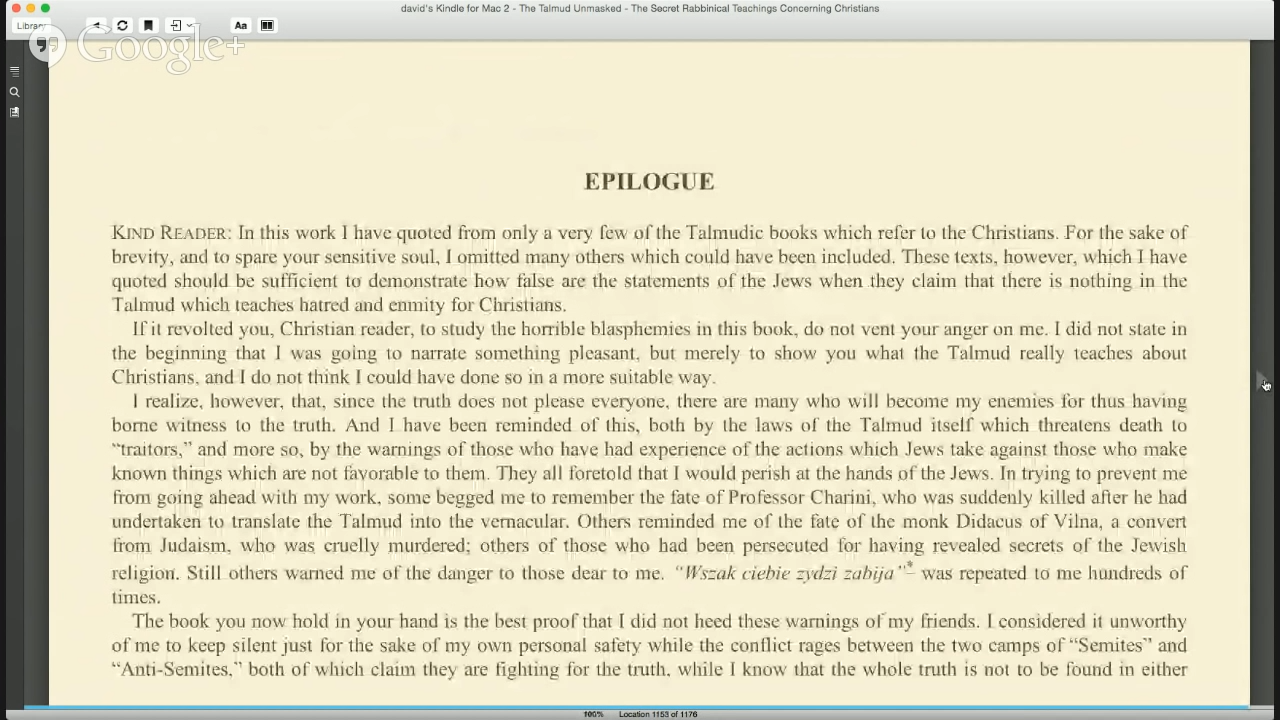 david's Kindle for Mac 2 - The Talmud Unmasked - The Secret Rabbinical Teachings Concerning Christians
Library
Aa
Google+
EPILOGUE
KIND READER: In this work I have quoted from only a very few of the Talmudic books which refer to the Christians. For the sake of
brevity, and to spare your sensitive soul, I omitted many others which could have been included. These texts, however, which I have
quoted should be sufficient to demonstrate how false are the statements of the Jews when they claim that there is nothing in the
Talmud which teaches hatred and enmity for Christians.
If it revolted you, Christian reader, to study the horrible blasphemies in this book, do not vent your anger on me. I did not state in
the beginning that I was going to narrate something pleasant, but merely to show you what the Talmud really teaches about
Christians, and I do not think I could have done so in a more suitable way.
I realize, however, that, since the truth does not please everyone, there are many who will become my enemies for thus having
borne witness to the truth. And I have been reminded of this, both by the laws of the Talmud itself which threatens death to
“traitors,” and more so, by the warnings of those who have had experience of the actions which Jews take against those who make
known things which are not favorable to them. They all foretold that I would perish at the hands of the Jews. In trying to prevent me
from going ahead with my work, some begged me to remember the fate of Professor Charini, who was suddenly killed after he had
undertaken to translate the Talmud into the vernacular. Others reminded me of the fate of the monk Didacus of Vilna, a convert
from Judaism, who was cruelly murdered; others of those who had been persecuted for having revealed secrets of the Jewish
religion. Still others warned me of the danger to those dear to me. “Wszak ciebie zydzi zabija”* was repeated to me hundreds of
times.
The book you now hold in your hand is the best proof that I did not heed these warnings of my friends. I considered it unworthy
of me to keep silent just for the sake of my own personal safety while the conflict rages between the two camps of “Semites” and
“Anti-Semites,” both of which claim they are fighting for the truth, while I know that the whole truth is not to be found in either
100% Location 1153 of 1176